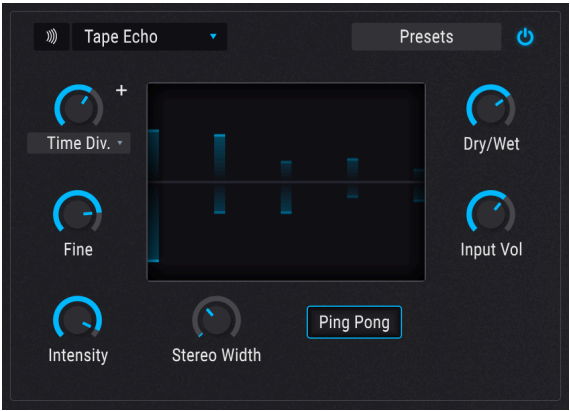 Tape Echo
Presets
+
Time Div.
Dry/Wet
Fine
Input Vol
Intensity
Stereo Width
Ping Pong